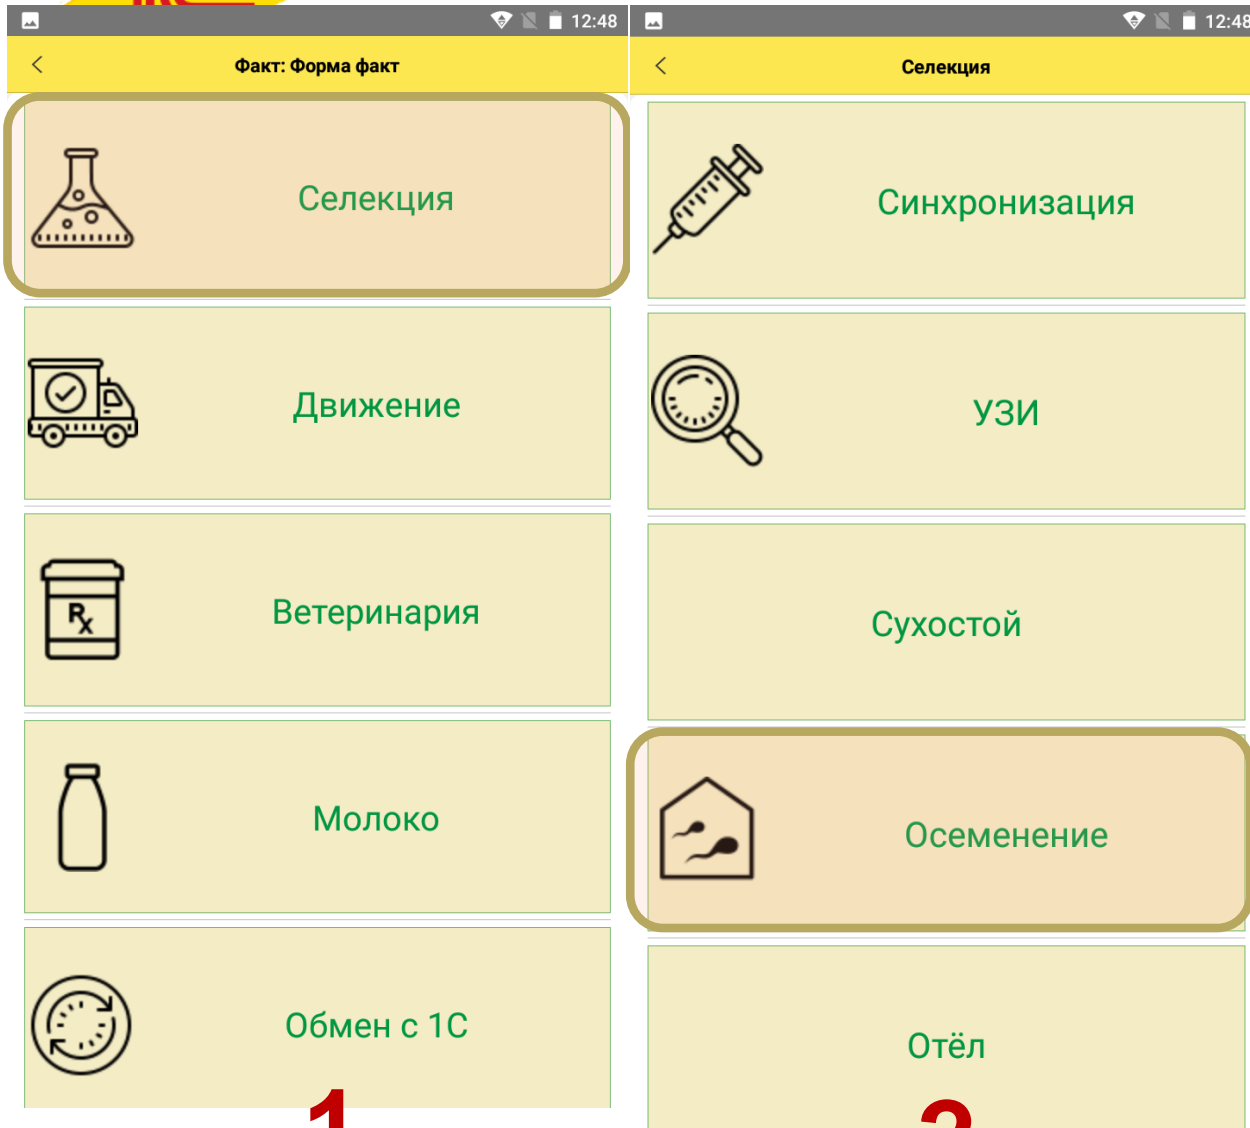 12:48
Факт: Форма факт
Селекция
Движение
Rx
Ветеринария
Молоко
Обмен с 1С
1
12:48
Селекция
Синхронизация
УЗИ
Сухостой
Осеменение
Отёл
2